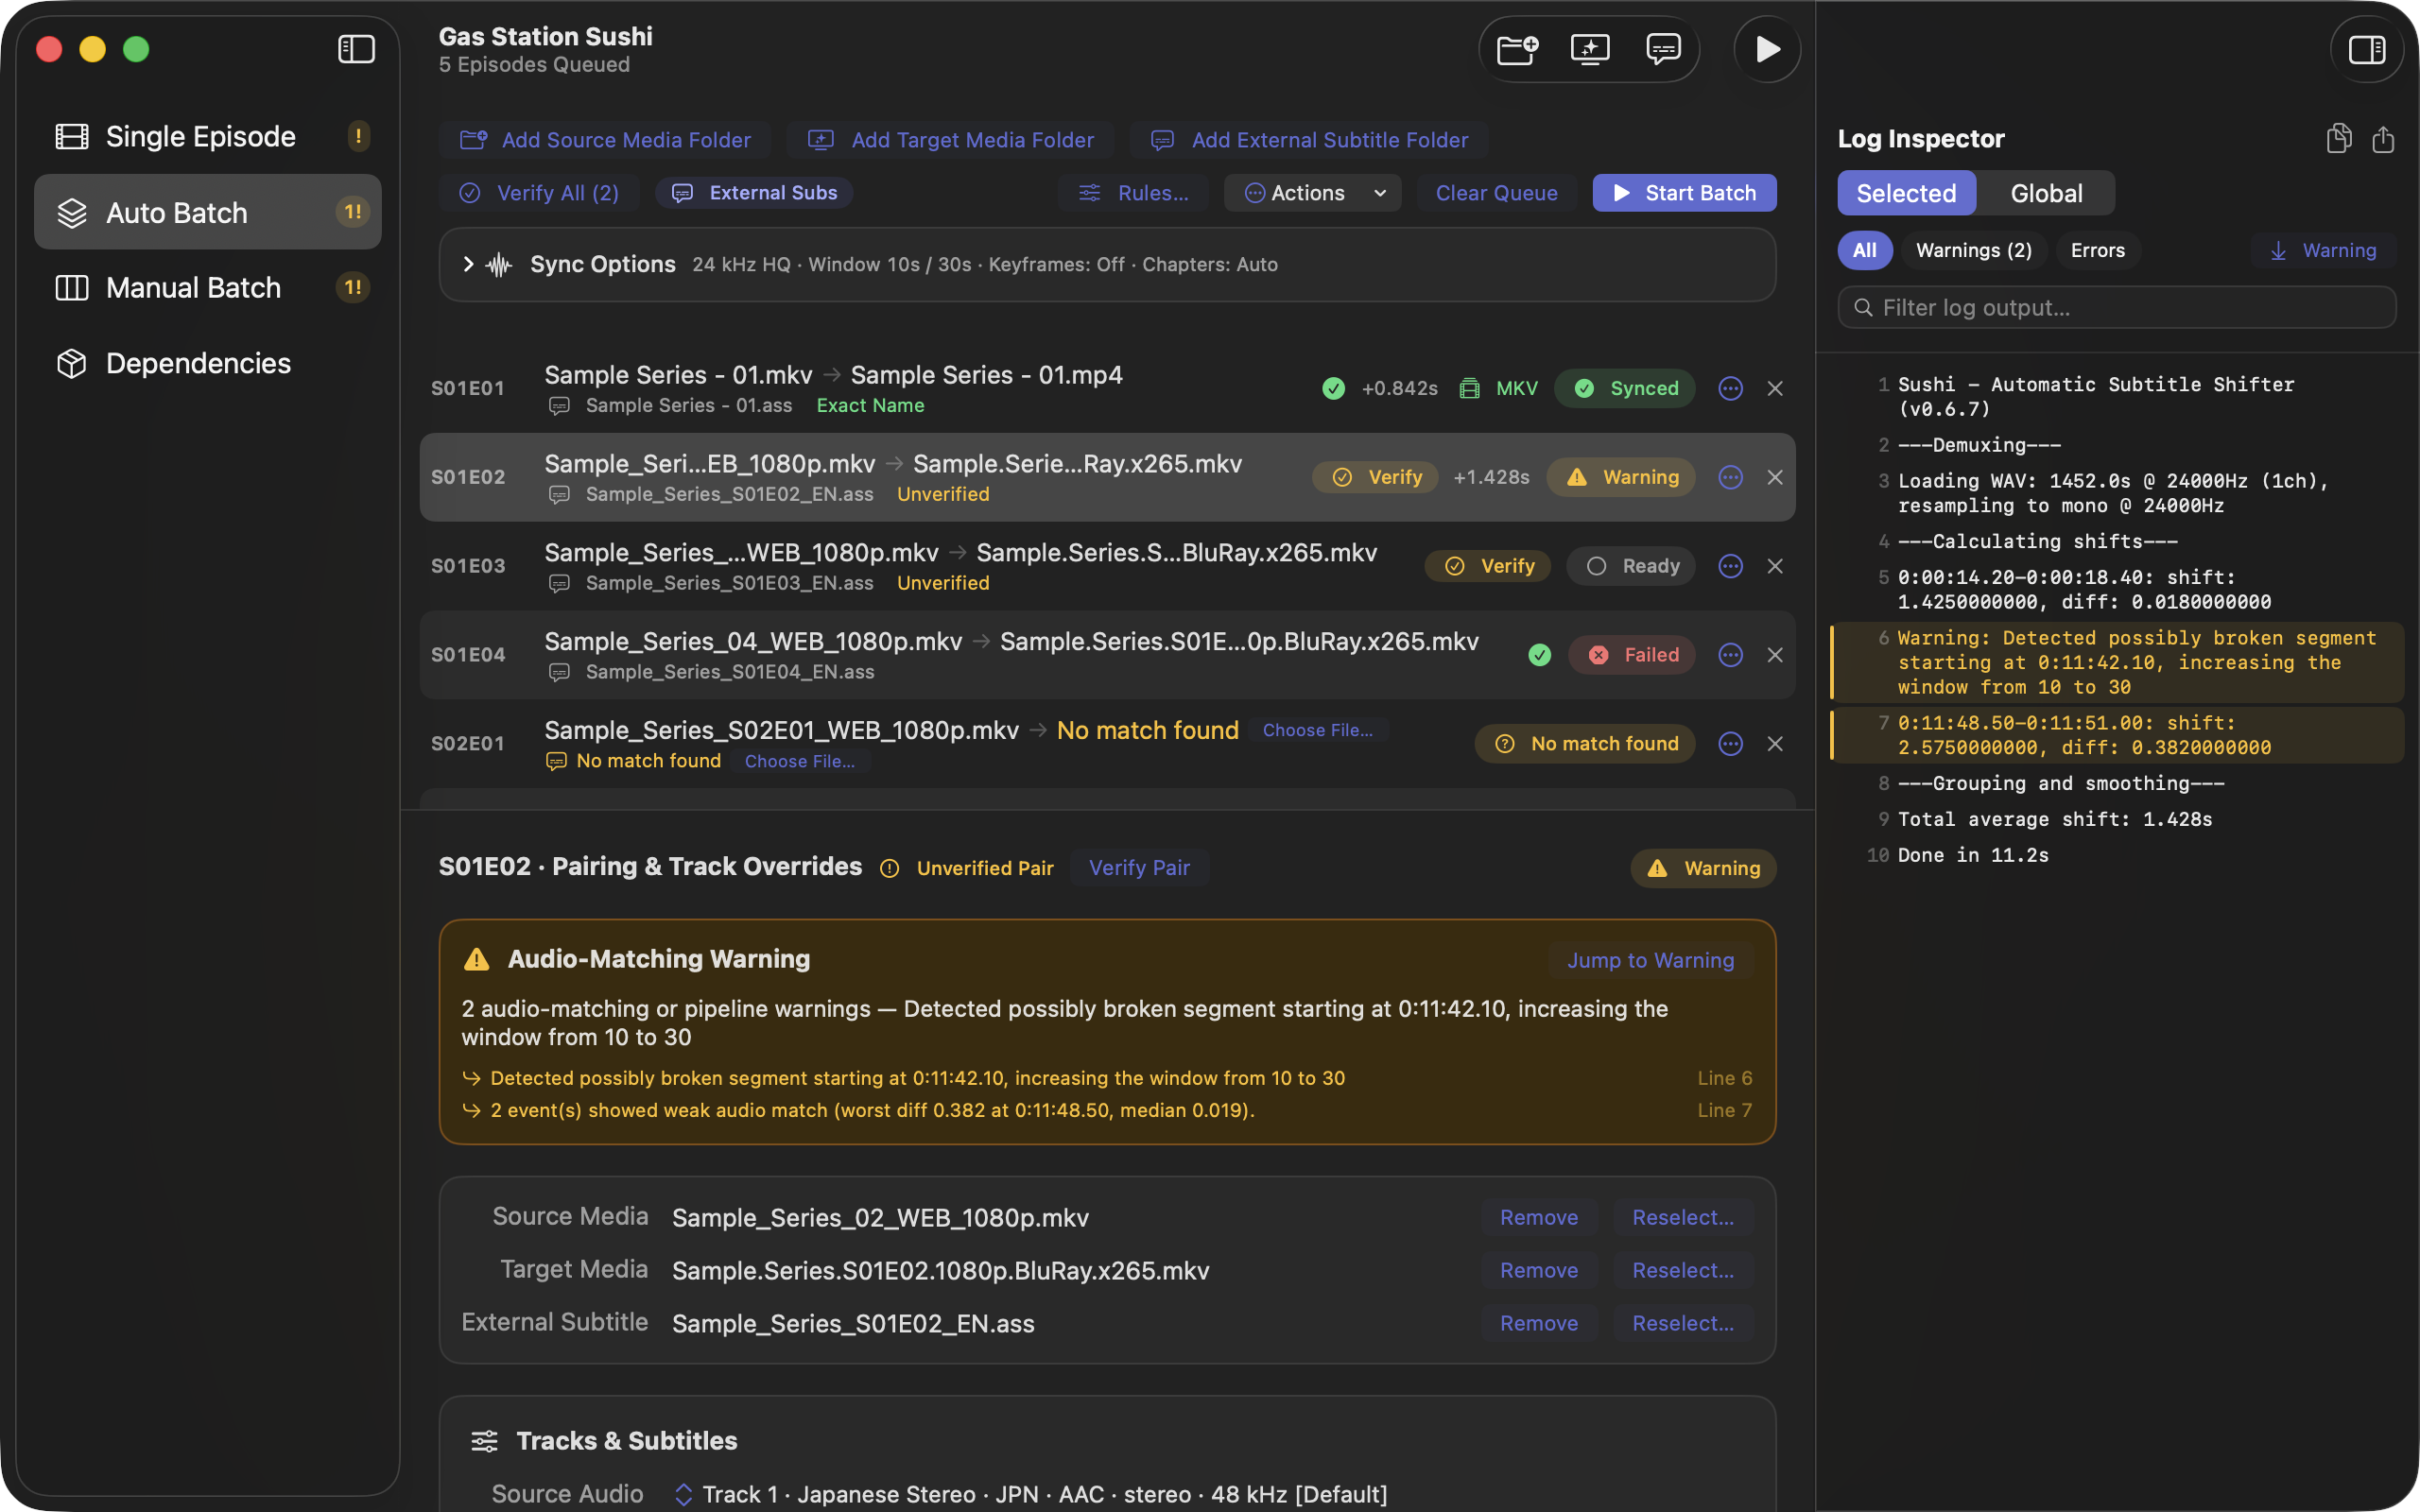 Gas Station Sushi
5 Episodes Queued
Single Episode !
Auto Batch 1!
Manual Batch 1!
Dependencies
Add Source Media Folder Add Target Media Folder Add External Subtitle Folder
Verify All (2) External Subs Rules... Actions Clear Queue Start Batch
Sync Options 24 kHz HQ · Window 10s / 30s · Keyframes: Off · Chapters: Auto
S01E01 Sample Series - 01.mkv → Sample Series - 01.mp4 +0.842s MKV Synced
Sample Series - 01.ass Exact Name
S01E02 Sample_Seri...EB_1080p.mkv → Sample.Serie...Ray.x265.mkv Verify +1.428s Warning
Sample_Series_S01E02_EN.ass Unverified
S01E03 Sample_Series_...WEB_1080p.mkv → Sample.Series.S...BluRay.x265.mkv Verify Ready
Sample_Series_S01E03_EN.ass Unverified
S01E04 Sample_Series_04_WEB_1080p.mkv → Sample.Series.S01E...0p.BluRay.x265.mkv Failed
Sample_Series_S01E04_EN.ass
S02E01 Sample_Series_S02E01_WEB_1080p.mkv → No match found Choose File... No match found
No match found Choose File...
S01E02 · Pairing & Track Overrides Unverified Pair Verify Pair Warning
Audio-Matching Warning Jump to Warning
2 audio-matching or pipeline warnings — Detected possibly broken segment starting at 0:11:42.10, increasing the
window from 10 to 30
↪ Detected possibly broken segment starting at 0:11:42.10, increasing the window from 10 to 30 Line 6
↪ 2 event(s) showed weak audio match (worst diff 0.382 at 0:11:48.50, median 0.019). Line 7
Source Media Sample_Series_02_WEB_1080p.mkv Remove Reselect...
Target Media Sample.Series.S01E02.1080p.BluRay.x265.mkv Remove Reselect...
External Subtitle Sample_Series_S01E02_EN.ass Remove Reselect...
Tracks & Subtitles
Source Audio Track 1 · Japanese Stereo · JPN · AAC · stereo · 48 kHz [Default]
Log Inspector
Selected Global
All Warnings (2) Errors Warning
Filter log output...
1 Sushi - Automatic Subtitle Shifter
(v0.6.7)
2 ---Demuxing---
3 Loading WAV: 1452.0s @ 24000Hz (1ch),
resampling to mono @ 24000Hz
4 ---Calculating shifts---
5 0:00:14.20-0:00:18.40: shift:
1.4250000000, diff: 0.0180000000
6 Warning: Detected possibly broken segment
starting at 0:11:42.10, increasing the
window from 10 to 30
7 0:11:48.50-0:11:51.00: shift:
2.5750000000, diff: 0.3820000000
8 ---Grouping and smoothing---
9 Total average shift: 1.428s
10 Done in 11.2s